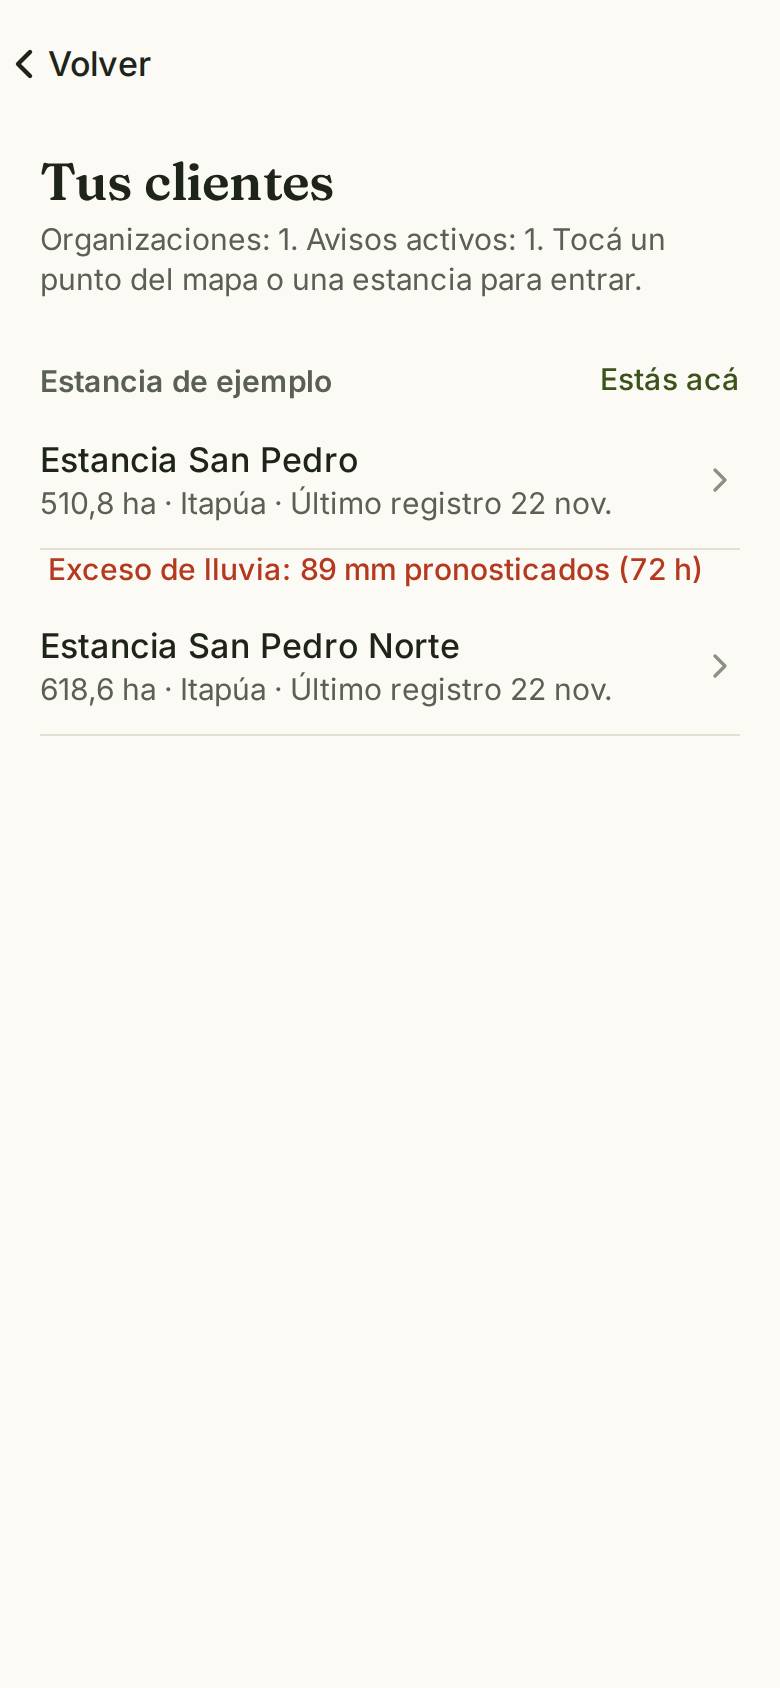 Volver
Tus clientes
Organizaciones: 1. Avisos activos: 1. Tocá un
punto del mapa o una estancia para entrar.
Estancia de ejemplo
Estás acá
Estancia San Pedro
510,8 ha · Itapúa · Último registro 22 nov.
Exceso de lluvia: 89 mm pronosticados (72 h)
Estancia San Pedro Norte
618,6 ha · Itapúa · Último registro 22 nov.